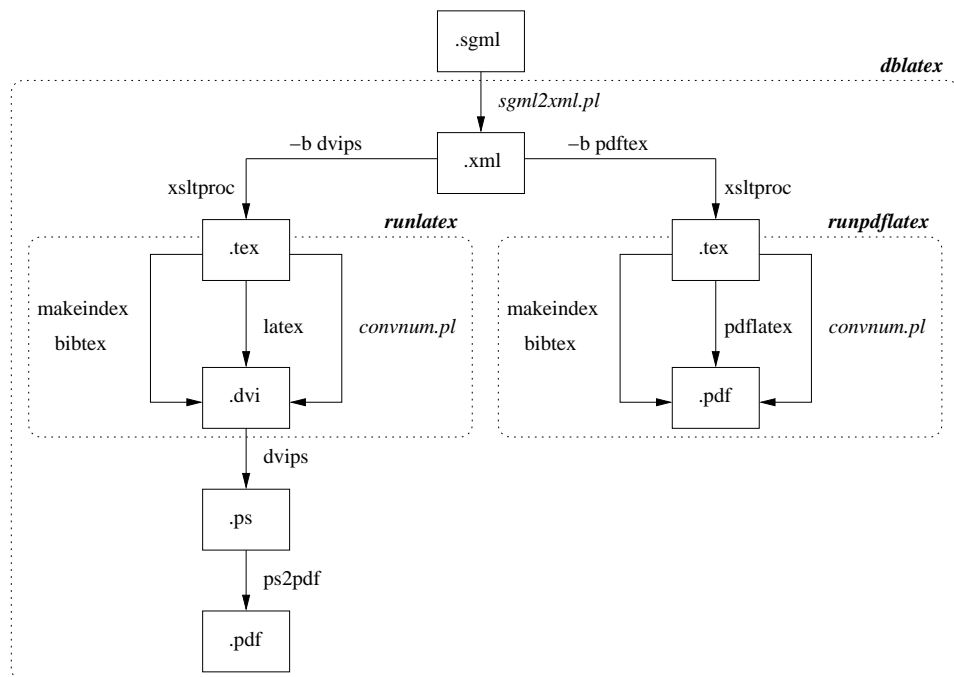 .sgml
dblatex
sgml2xml.pl
−b dvips
.xml
−b pdftex
xsltproc
xsltproc
runlatex
runpdflatex
.tex
.tex
makeindex
bibtex
latex
convnum.pl
makeindex
bibtex
pdflatex
convnum.pl
.dvi
.pdf
dvips
.ps
ps2pdf
.pdf